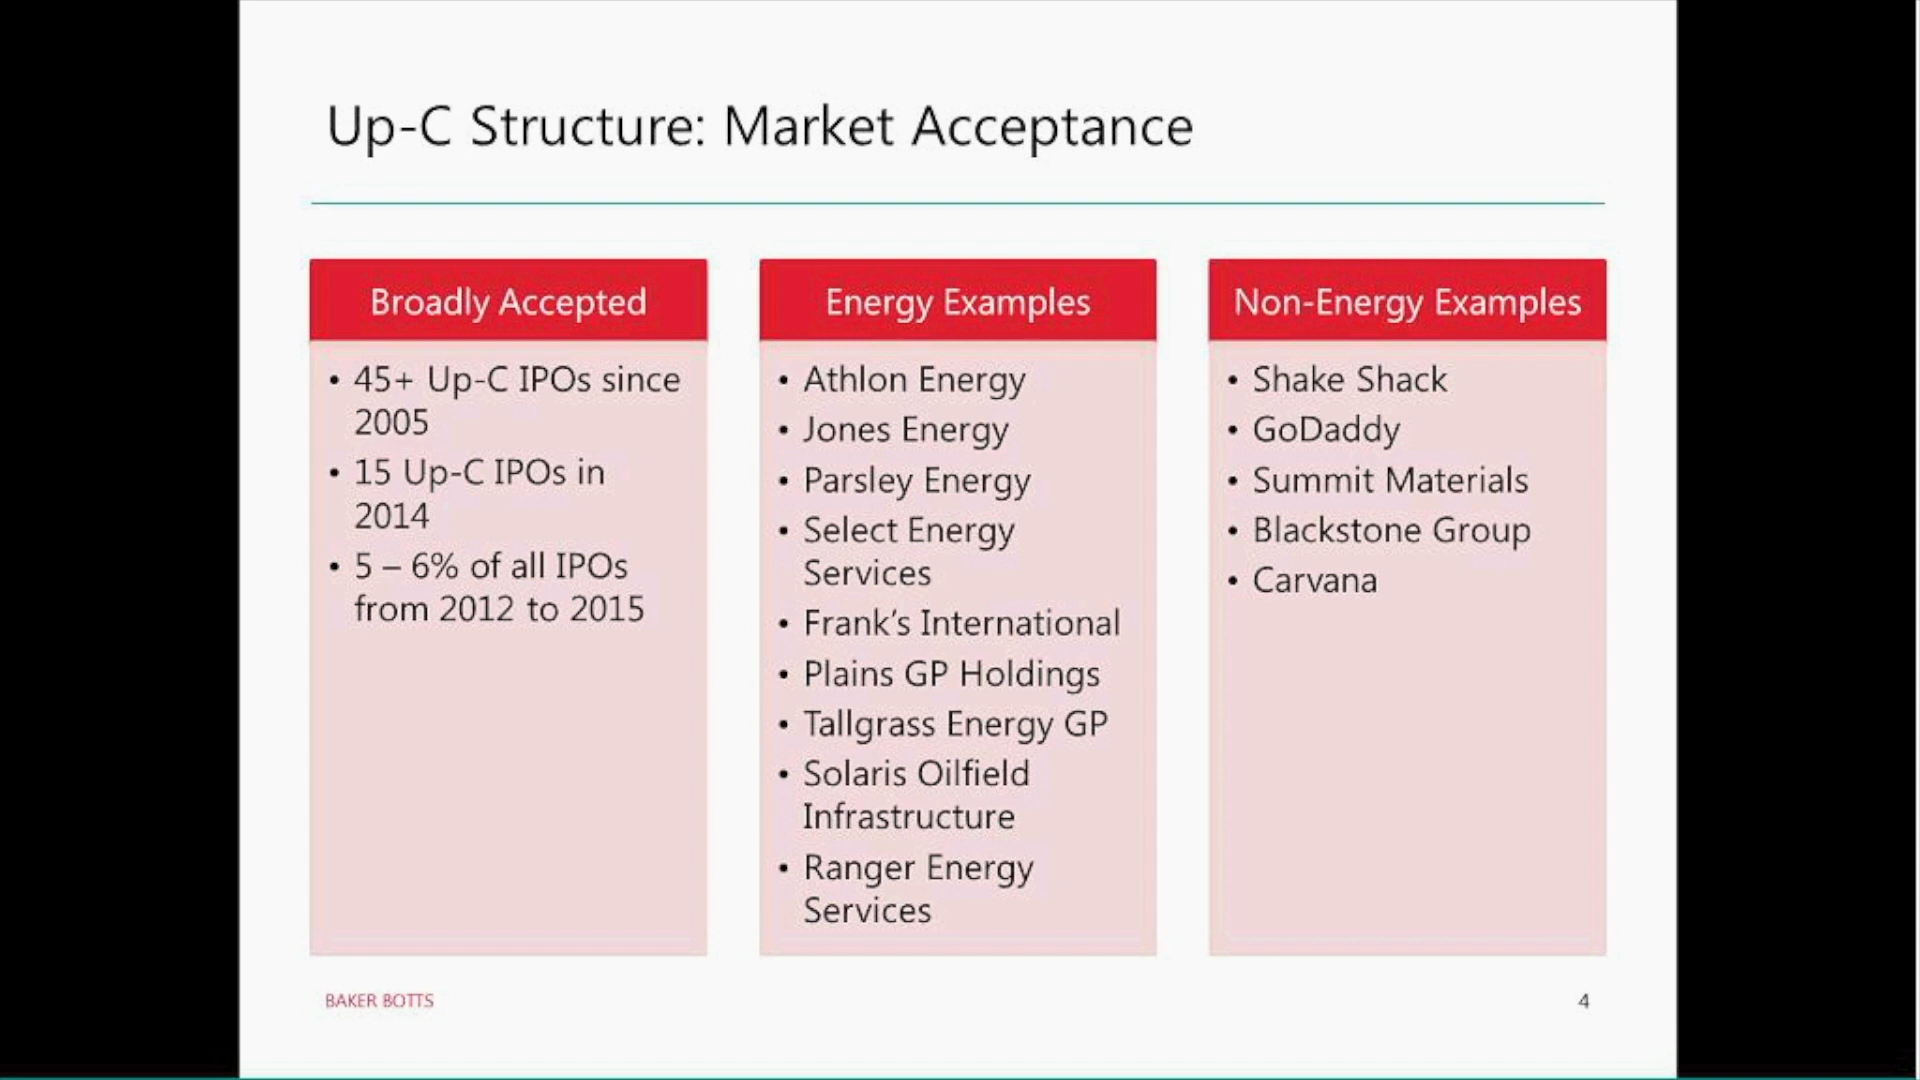 Up-C Structure: Market Acceptance
Broadly Accepted
• 45+ Up-C IPOs since
2005
• 15 Up-C IPOs in
2014
• 5 – 6% of all IPOs
from 2012 to 2015
Energy Examples
• Athlon Energy
• Jones Energy
• Parsley Energy
• Select Energy
Services
• Frank’s International
• Plains GP Holdings
• Tallgrass Energy GP
• Solaris Oilfield
Infrastructure
• Ranger Energy
Services
Non-Energy Examples
• Shake Shack
• GoDaddy
• Summit Materials
• Blackstone Group
• Carvana
BAKER BOTTS
4